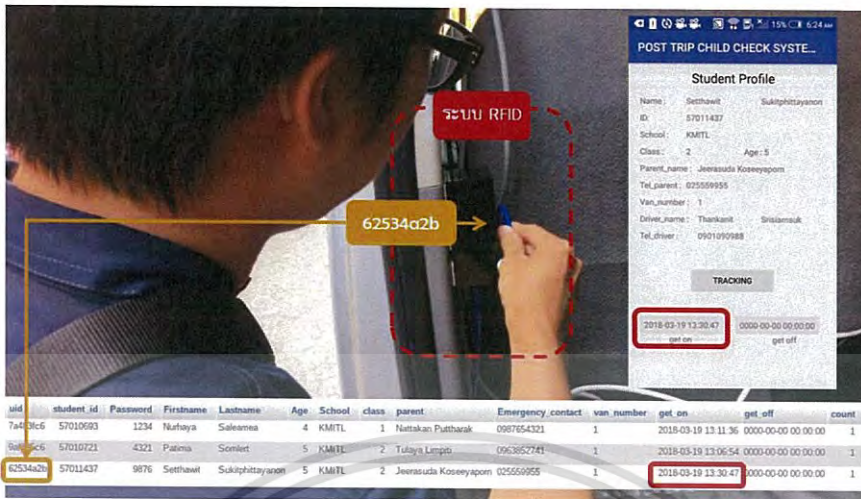 15% 6:24 AM
POST TRIP CHILD CHECK SYSTE...
Student Profile
Name: Setthawit Sukitphittayanon
ID: 57011437
School: KMITL
Class: 2 Age: 5
Parent_name: Jeerasuda Koseeyaporn
Tel_parent: 025559955
Van_number: 1
Driver_name: Thankanit Srisiamsuk
Tel_driver: 0901090988
TRACKING
2018-03-19 13:30:47 0000-00-00 00:00:00
get on get off
ระบบ RFID
62534a2b
uid student_id Password Firstname Lastname Age School class parent Emergency_contact van_number get_on get_off count
57010693 1234 Nurhaya Saleamea 4 KMITL 1 Nattakan Puttharak 0987654321 1 2018-03-19 13:11:36 0000-00-00 00:00:00 1
57010721 4321 Patima Somlert 5 KMITL 2 Tulaya Limpiti 0963852741 1 2018-03-19 13:06:54 0000-00-00 00:00:00 1
62534a2b 57011437 9876 Setthawit Sukitphittayanon 5 KMITL 2 Jeerasuda Koseeyaporn 025559955 1 2018-03-19 13:30:47 0000-00-00 00:00:00 1